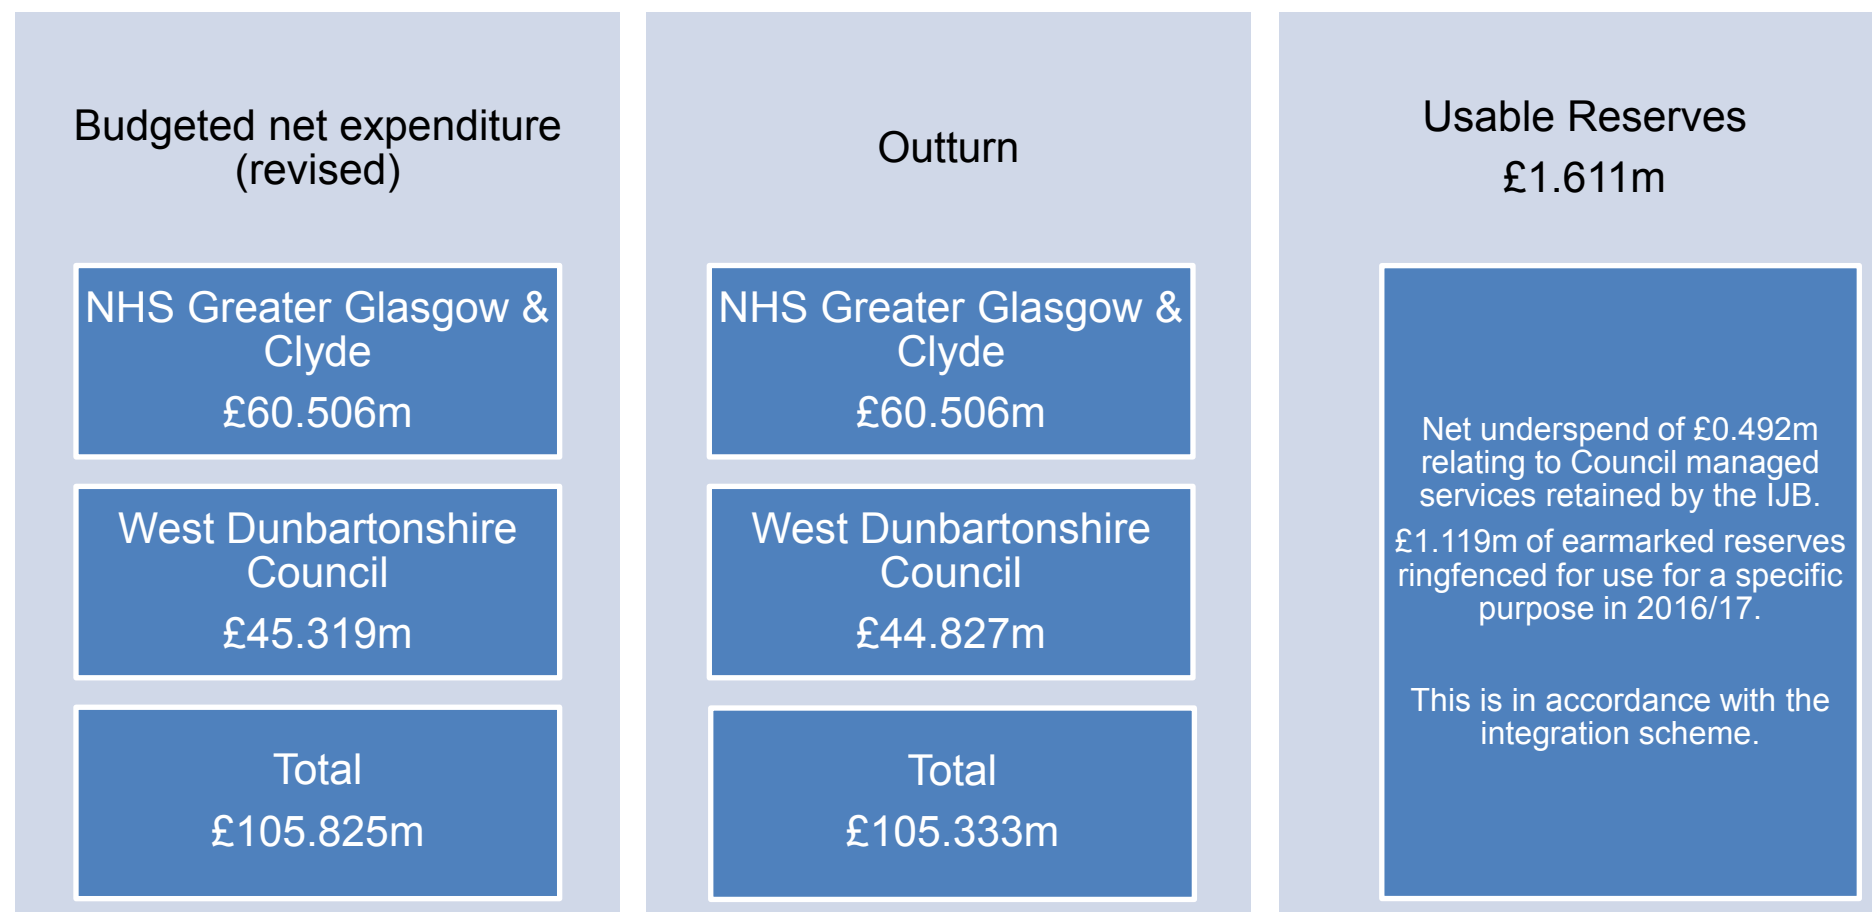 Budgeted net expenditure
(revised)
NHS Greater Glasgow &
Clyde
£60.506m
West Dunbartonshire
Council
£45.319m
Total
£105.825m
Outturn
NHS Greater Glasgow &
Clyde
£60.506m
West Dunbartonshire
Council
£44.827m
Total
£105.333m
Usable Reserves
£1.611m
Net underspend of £0.492m
relating to Council managed
services retained by the IJB.
£1.119m of earmarked reserves
ringfenced for use for a specific
purpose in 2016/17.
This is in accordance with the
integration scheme.